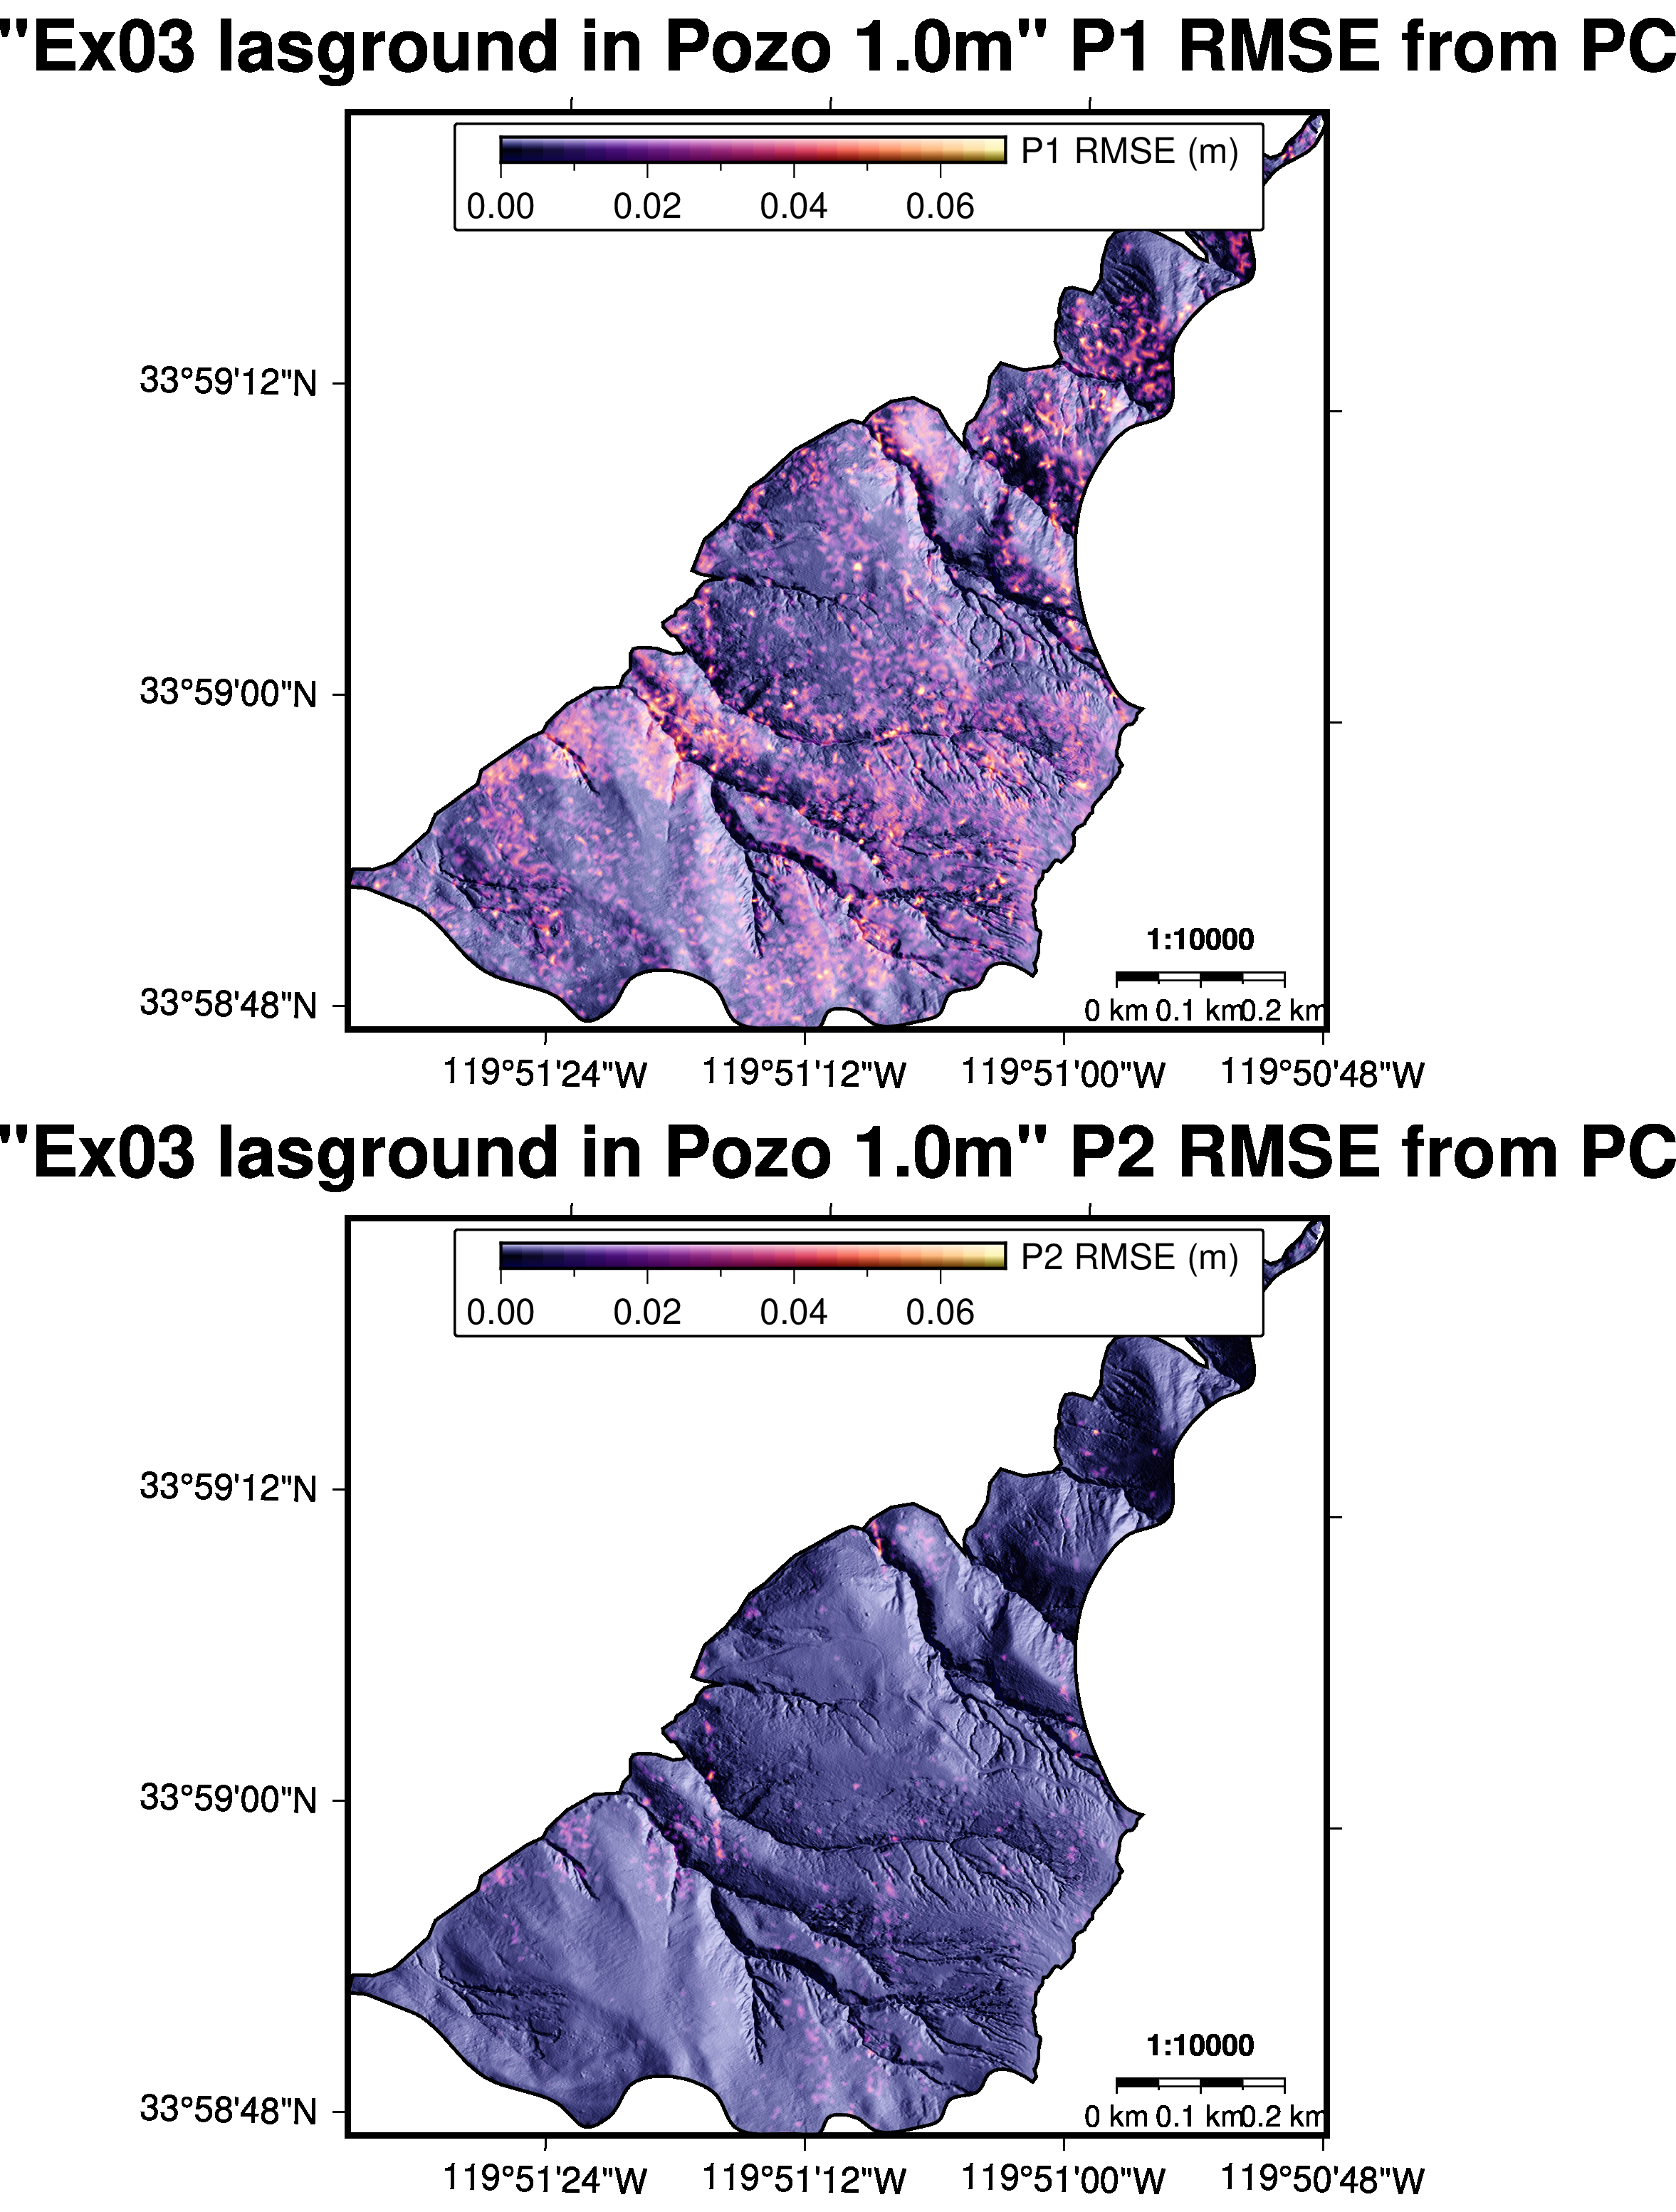 "Ex03 lasground in Pozo 1.0m" P1 RMSE from PC
P1 RMSE (m)
0.00 0.02 0.04 0.06
33°59'12"N
33°59'00"N
33°58'48"N
1:10000
0 km 0.1 km 0.2 km
119°51'24"W 119°51'12"W 119°51'00"W 119°50'48"W
"Ex03 lasground in Pozo 1.0m" P2 RMSE from PC
P2 RMSE (m)
0.00 0.02 0.04 0.06
33°59'12"N
33°59'00"N
33°58'48"N
1:10000
0 km 0.1 km 0.2 km
119°51'24"W 119°51'12"W 119°51'00"W 119°50'48"W